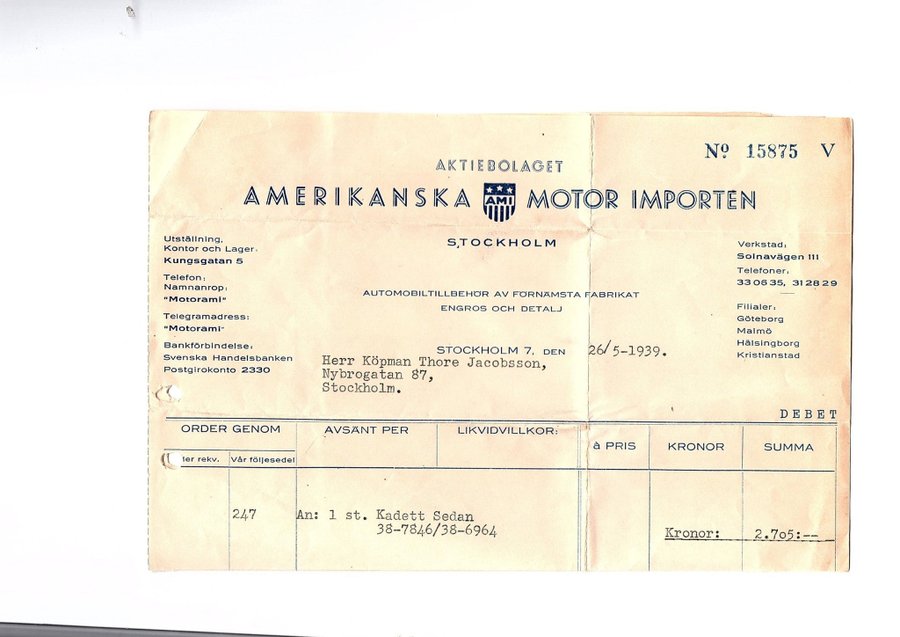 Nº 15875 V
AKTIEBOLAGET
AMERIKANSKA AMI MOTOR IMPORTEN
STOCKHOLM
Utställning,
Kontor och Lager:
Kungsgatan 5
Telefon:
Namnanrop:
"Motorami"
Telegramadress:
"Motorami"
Bankförbindelse:
Svenska Handelsbanken
Postgirokonto 2330
AUTOMOBILTILLBEHÖR AV FÖRNÄMSTA FABRIKAT
ENGROS OCH DETALJ
Verkstad:
Solnavägen 111
Telefoner:
33 06 35, 31 28 29
Filialer:
Göteborg
Malmö
Hälsingborg
Kristianstad
STOCKHOLM 7, DEN 26/5-1939.
Herr Köpman Thore Jacobsson,
Nybrogatan 87,
Stockholm.
DEBET
ORDER GENOM AVSÄNT PER LIKVIDVILLKOR: à PRIS KRONOR SUMMA
rekv. Vår följesedel
247 An: 1 st. Kadett Sedan
38-7846/38-6964
Kronor: 2.705:--